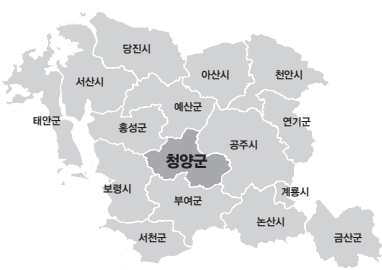 당진시
아산시
천안시
서산시
예산군
태안군
홍성군
연기군
공주시
청양군
보령시
계룡시
부여군
논산시
서천군
금산군